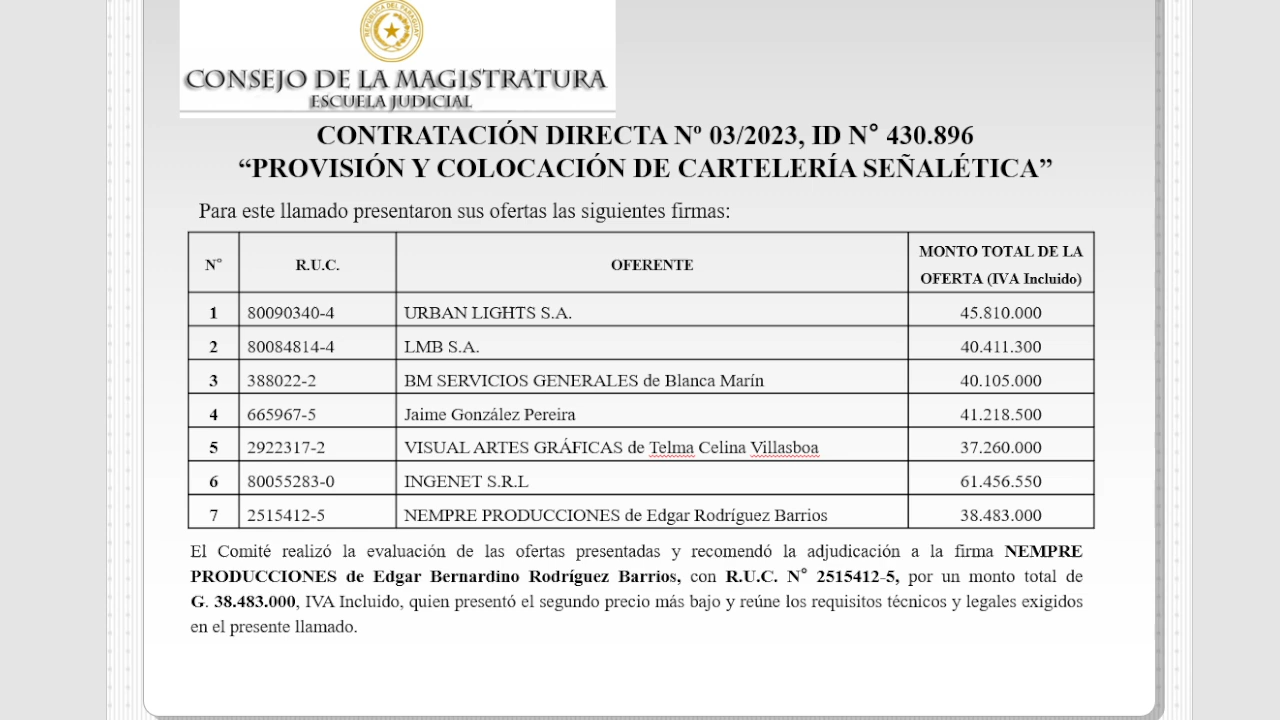 REPÚBLICA DEL PARAGUAY
CONSEJO DE LA MAGISTRATURA
ESCUELA JUDICIAL
CONTRATACIÓN DIRECTA Nº 03/2023, ID N° 430.896
“PROVISIÓN Y COLOCACIÓN DE CARTELERÍA SEÑALÉTICA”
Para este llamado presentaron sus ofertas las siguientes firmas:
N° R.U.C. OFERENTE MONTO TOTAL DE LA OFERTA (IVA Incluido)
1 80090340-4 URBAN LIGHTS S.A. 45.810.000
2 80084814-4 LMB S.A. 40.411.300
3 388022-2 BM SERVICIOS GENERALES de Blanca Marín 40.105.000
4 665967-5 Jaime González Pereira 41.218.500
5 2922317-2 VISUAL ARTES GRÁFICAS de Telma Celina Villasboa 37.260.000
6 80055283-0 INGENET S.R.L 61.456.550
7 2515412-5 NEMPRE PRODUCCIONES de Edgar Rodríguez Barrios 38.483.000
El Comité realizó la evaluación de las ofertas presentadas y recomendó la adjudicación a la firma NEMPRE
PRODUCCIONES de Edgar Bernardino Rodríguez Barrios, con R.U.C. N° 2515412-5, por un monto total de
G. 38.483.000, IVA Incluido, quien presentó el segundo precio más bajo y reúne los requisitos técnicos y legales exigidos
en el presente llamado.